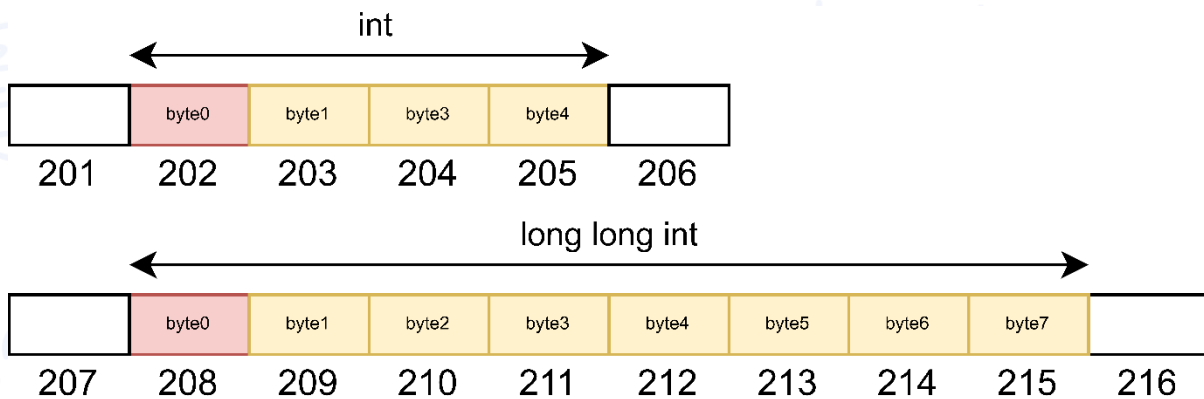 int
byte0 byte1 byte3 byte4
201 202 203 204 205 206
long long int
byte0 byte1 byte2 byte3 byte4 byte5 byte6 byte7
207 208 209 210 211 212 213 214 215 216